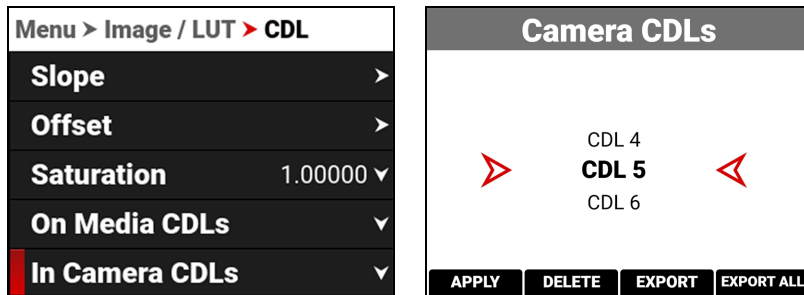 Menu > Image / LUT > CDL
Slope
Offset
Saturation 1.00000
On Media CDLs
In Camera CDLs
Camera CDLs
CDL 4
CDL 5
CDL 6
APPLY DELETE EXPORT EXPORT ALL